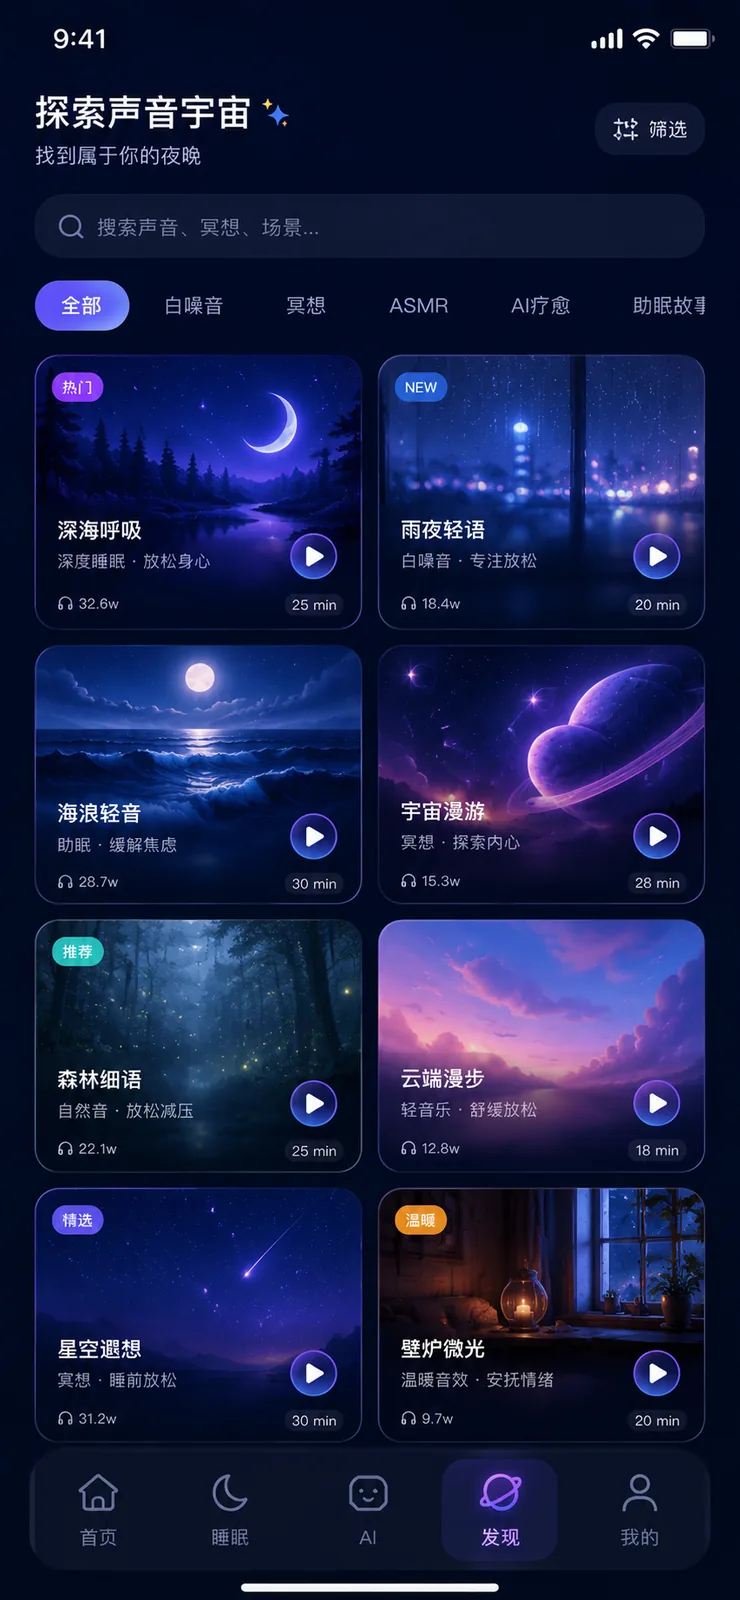 9:41
探索声音宇宙
找到属于你的夜晚
筛选
搜索声音、冥想、场景...
全部 白噪音 冥想 ASMR AI疗愈 助眠故事
热门
深海呼吸
深度睡眠 · 放松身心
32.6w
25 min
NEW
雨夜轻语
白噪音 · 专注放松
18.4w
20 min
海浪轻音
助眠 · 缓解焦虑
28.7w
30 min
宇宙漫游
冥想 · 探索内心
15.3w
28 min
推荐
森林细语
自然音 · 放松减压
22.1w
25 min
云端漫步
轻音乐 · 舒缓放松
12.8w
18 min
精选
星空遐想
冥想 · 睡前放松
31.2w
30 min
温暖
壁炉微光
温暖音效 · 安抚情绪
9.7w
20 min
首页 睡眠 AI 发现 我的